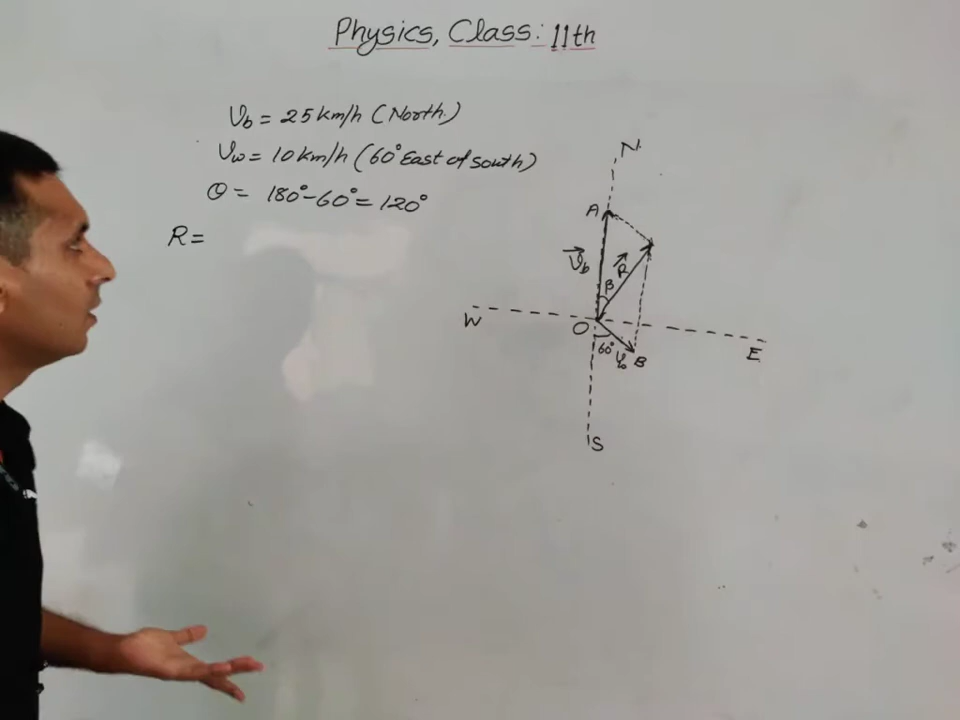 Physics, Class: 11th
Vb = 25 km/h (North.)
Vw = 10 km/h (60° East of South)
θ = 180° - 60° = 120°
R =
N
A
Vb
R
β
W
O
E
60°
B
S